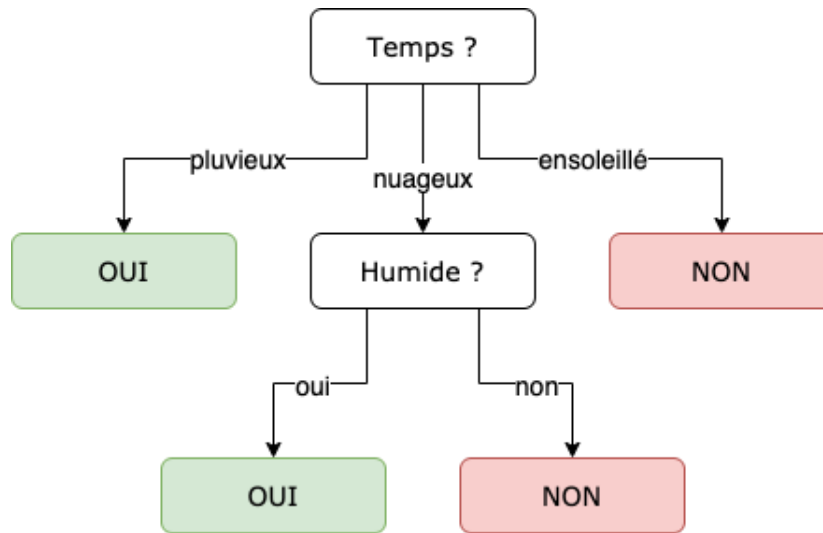 Temps ?
pluvieux
nuageux
ensoleillé
OUI
Humide ?
NON
oui
non
OUI
NON